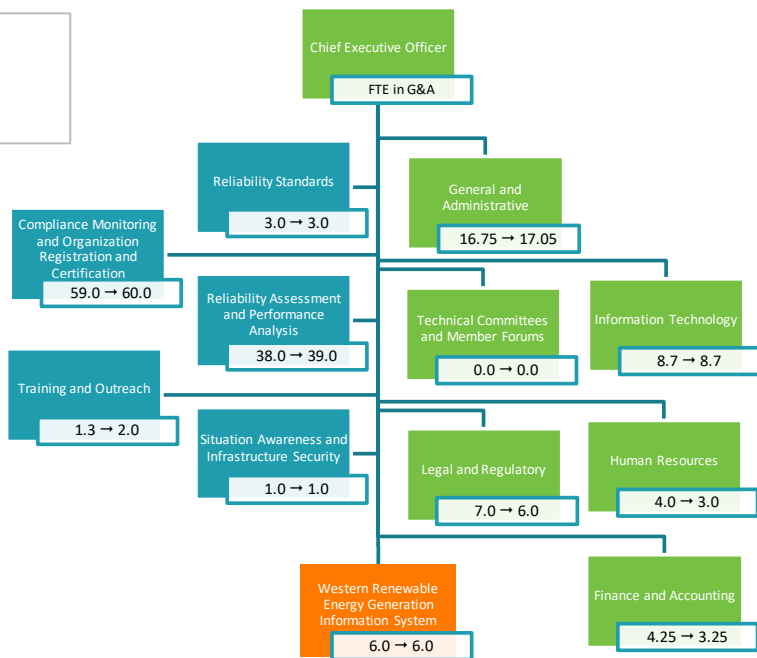 Chief Executive Officer
FTE in G&A
Reliability Standards
3.0 → 3.0
General and
Administrative
16.75 → 17.05
Compliance Monitoring
and Organization
Registration and
Certification
59.0 → 60.0
Reliability Assessment
and Performance
Analysis
38.0 → 39.0
Technical Committees
and Member Forums
0.0 → 0.0
Information Technology
8.7 → 8.7
Training and Outreach
1.3 → 2.0
Situation Awareness and
Infrastructure Security
1.0 → 1.0
Legal and Regulatory
7.0 → 6.0
Human Resources
4.0 → 3.0
Western Renewable
Energy Generation
Information System
6.0 → 6.0
Finance and Accounting
4.25 → 3.25